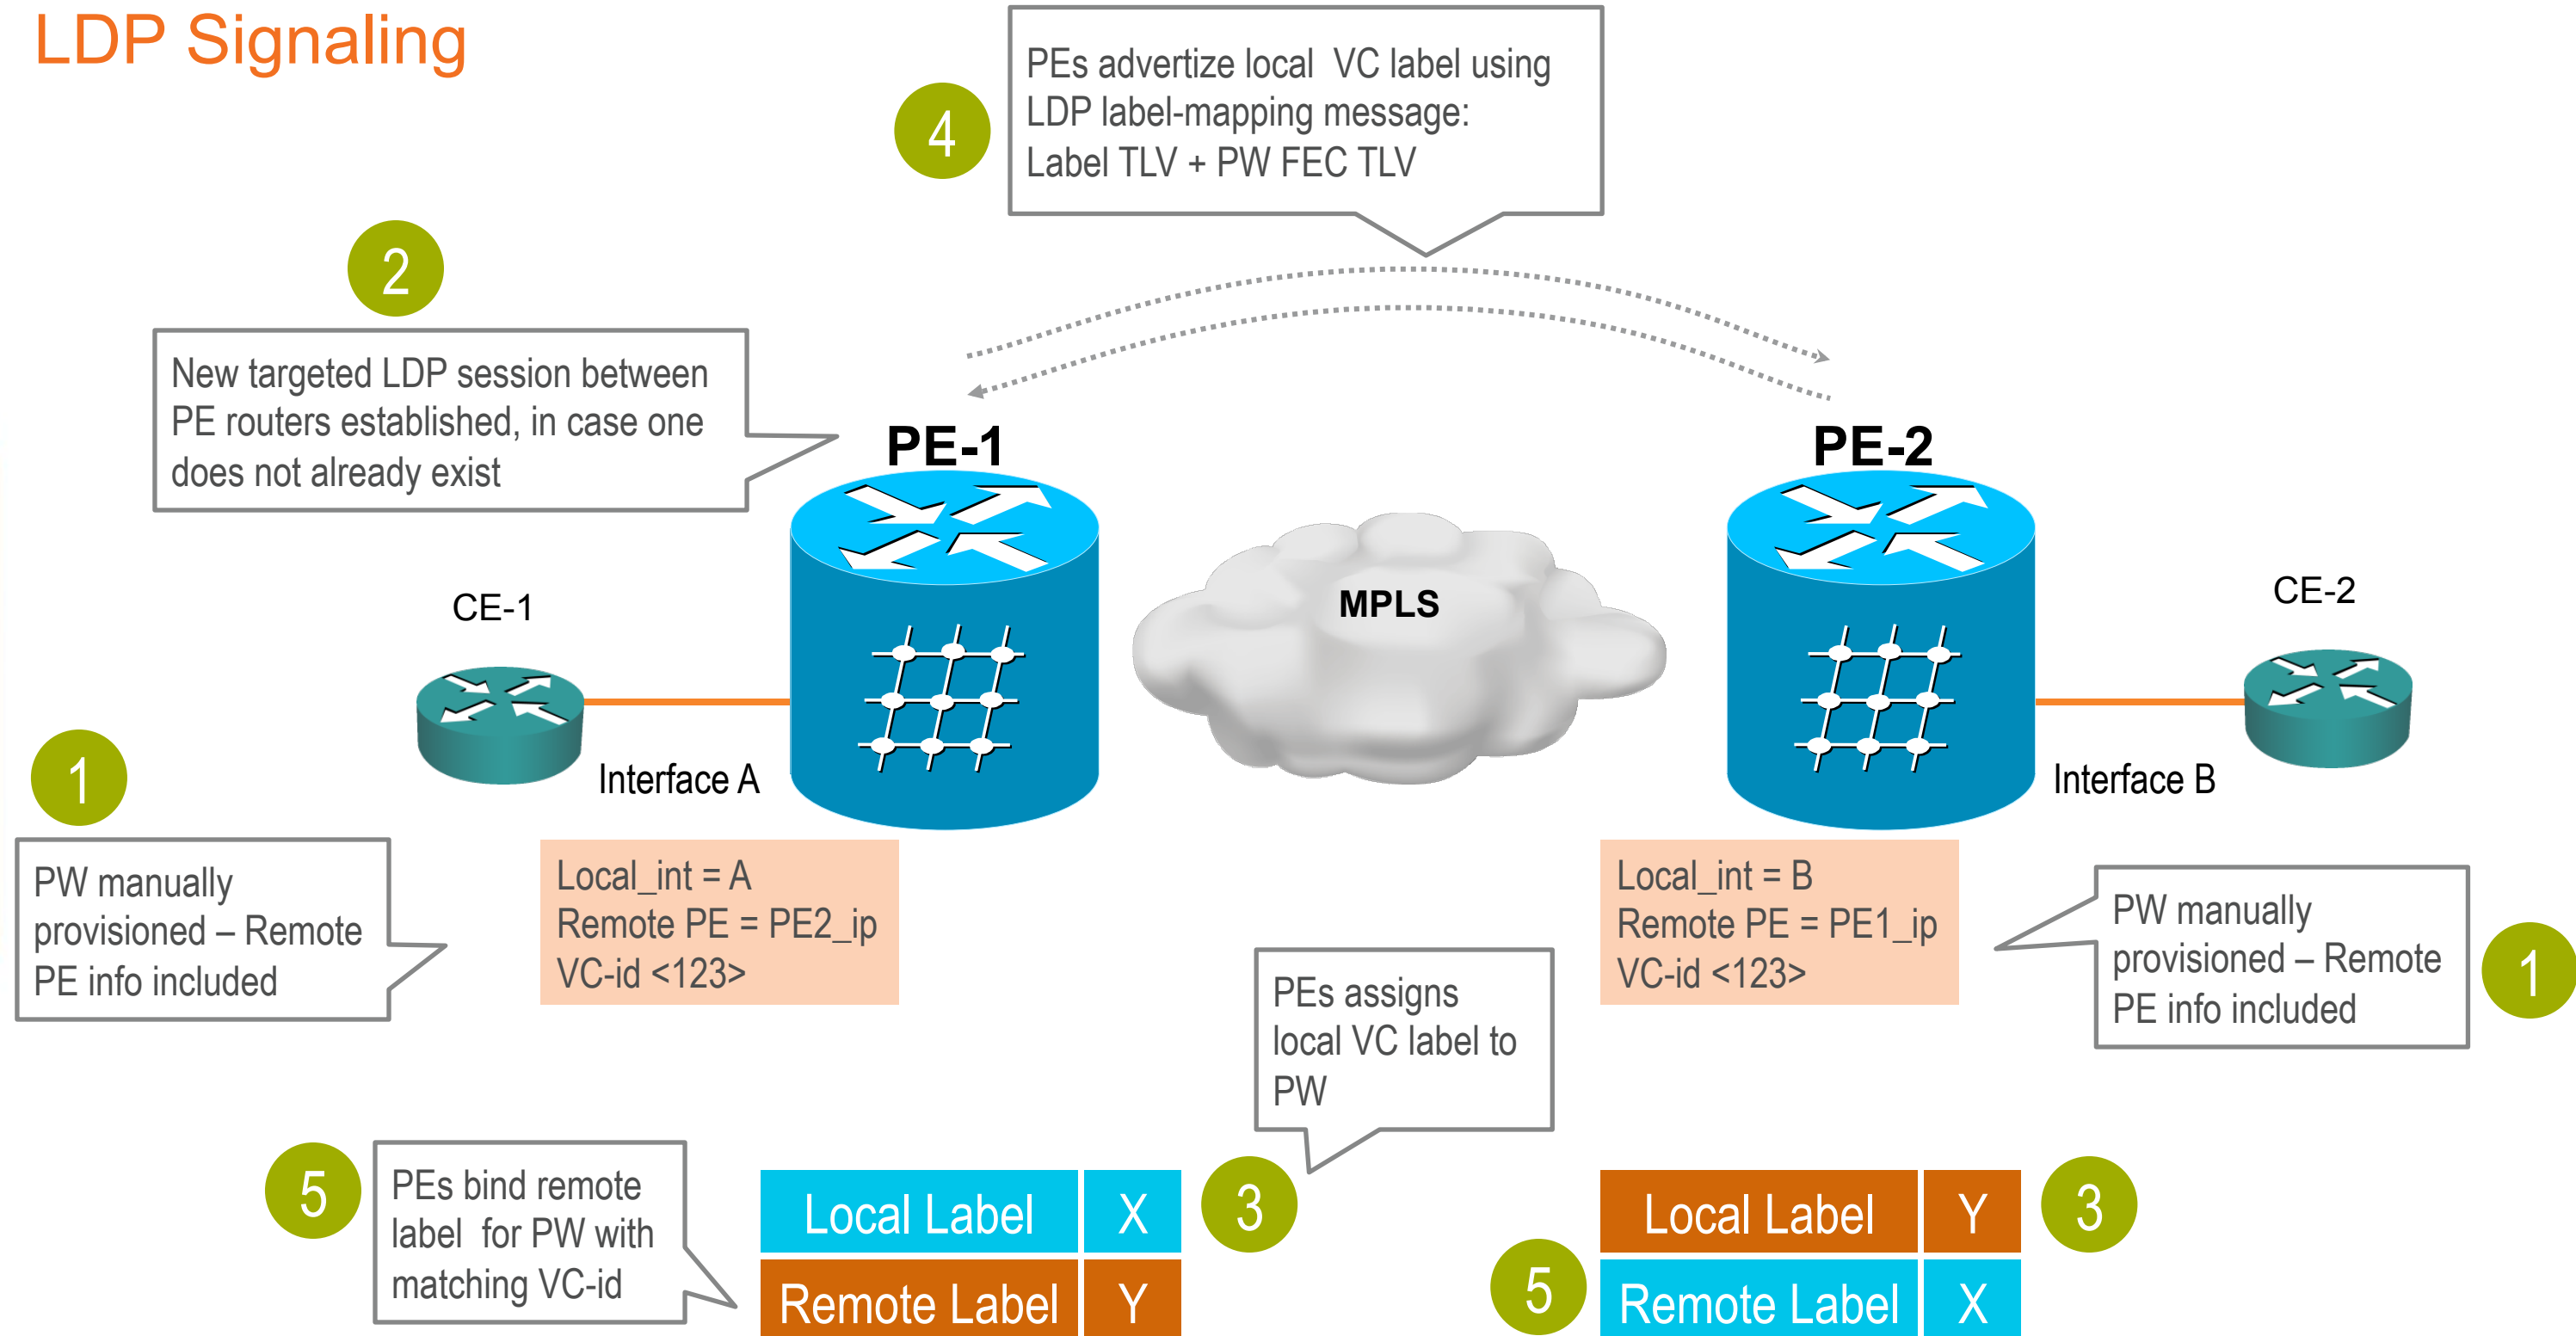 LDP Signaling
4
PEs advertize local VC label using
LDP label-mapping message:
Label TLV + PW FEC TLV
2
New targeted LDP session between
PE routers established, in case one
does not already exist
PE-1
PE-2
MPLS
CE-1
CE-2
Interface A
Interface B
1
PW manually
provisioned – Remote
PE info included
Local_int = A
Remote PE = PE2_ip
VC-id <123>
Local_int = B
Remote PE = PE1_ip
VC-id <123>
PW manually
provisioned – Remote
PE info included
1
PEs assigns
local VC label to
PW
5
PEs bind remote
label for PW with
matching VC-id
Local Label X
3
Remote Label Y
Local Label Y
3
5
Remote Label X